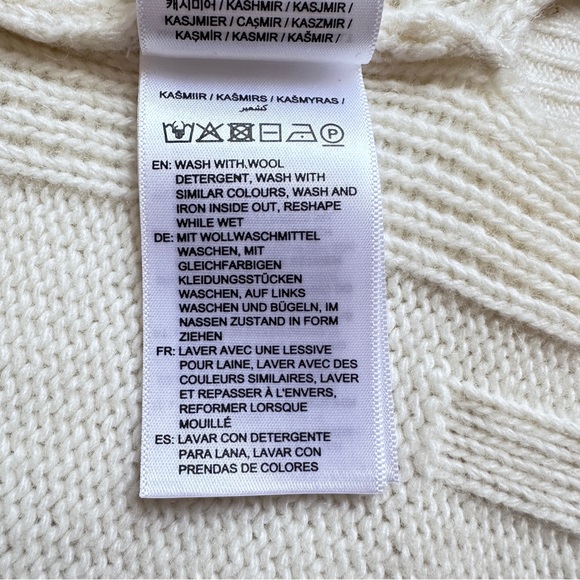 캐시미어 / KASHMIR / KASHMIR /
KASJMIER / CAŞMIR / KASZMIR /
KAŞMİR / KASMIR / KAŠMIR /
KAŠMIIR / KAŠMIRS / KAŠMYRAS /
كشمير
P
EN: WASH WITH,WOOL
DETERGENT, WASH WITH
SIMILAR COLOURS, WASH AND
IRON INSIDE OUT, RESHAPE
WHILE WET
DE: MIT WOLLWASCHMITTEL
WASCHEN, MIT
GLEICHFARBIGEN
KLEIDUNGSSTÜCKEN
WASCHEN, AUF LINKS
WASCHEN UND BÜGELN, IM
NASSEN ZUSTAND IN FORM
ZIEHEN
FR: LAVER AVEC UNE LESSIVE
POUR LAINE, LAVER AVEC DES
COULEURS SIMILAIRES, LAVER
ET REPASSER À L'ENVERS,
REFORMER LORSQUE
MOUILLÉ
ES: LAVAR CON DETERGENTE
PARA LANA, LAVAR CON
PRENDAS DE COLORES